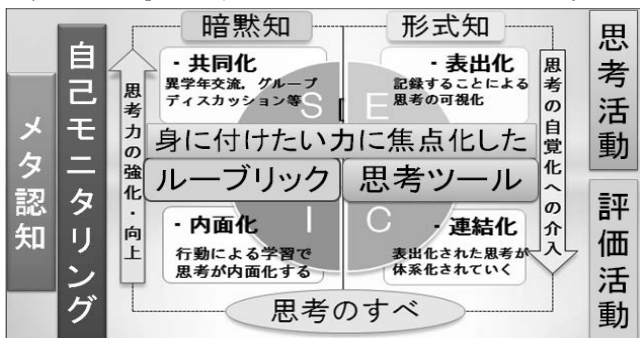 メタ認知
自己モニタリング
思考力の強化・向上
暗黙知
形式知
・共同化
異学年交流，グループ
ディスカッション等
・表出化
記録することによる
思考の可視化
S
E
身に付けたい力に焦点化した
ルーブリック
思考ツール
I
C
・内面化
行動による学習で
思考が内面化する
・連結化
表出化された思考が
体系化されていく
思考のすべ
思考の自覚化への介入
思考活動
評価活動